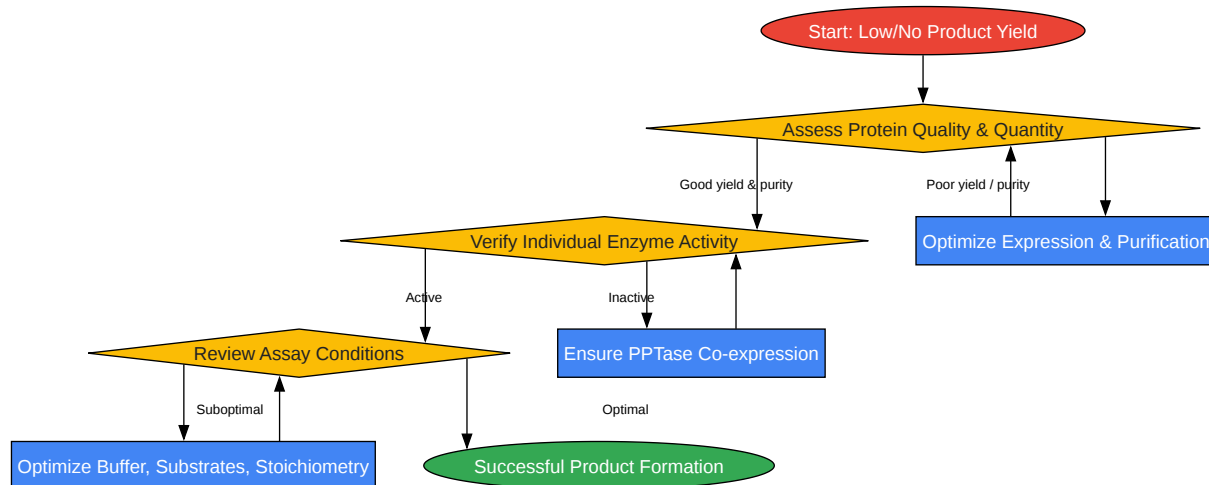 Start: Low/No Product Yield
Assess Protein Quality & Quantity
Good yield & purity
Poor yield / purity
Verify Individual Enzyme Activity
Optimize Expression & Purification
Active
Inactive
Review Assay Conditions
Ensure PPTase Co-expression
Suboptimal
Optimal
Optimize Buffer, Substrates, Stoichiometry
Successful Product Formation